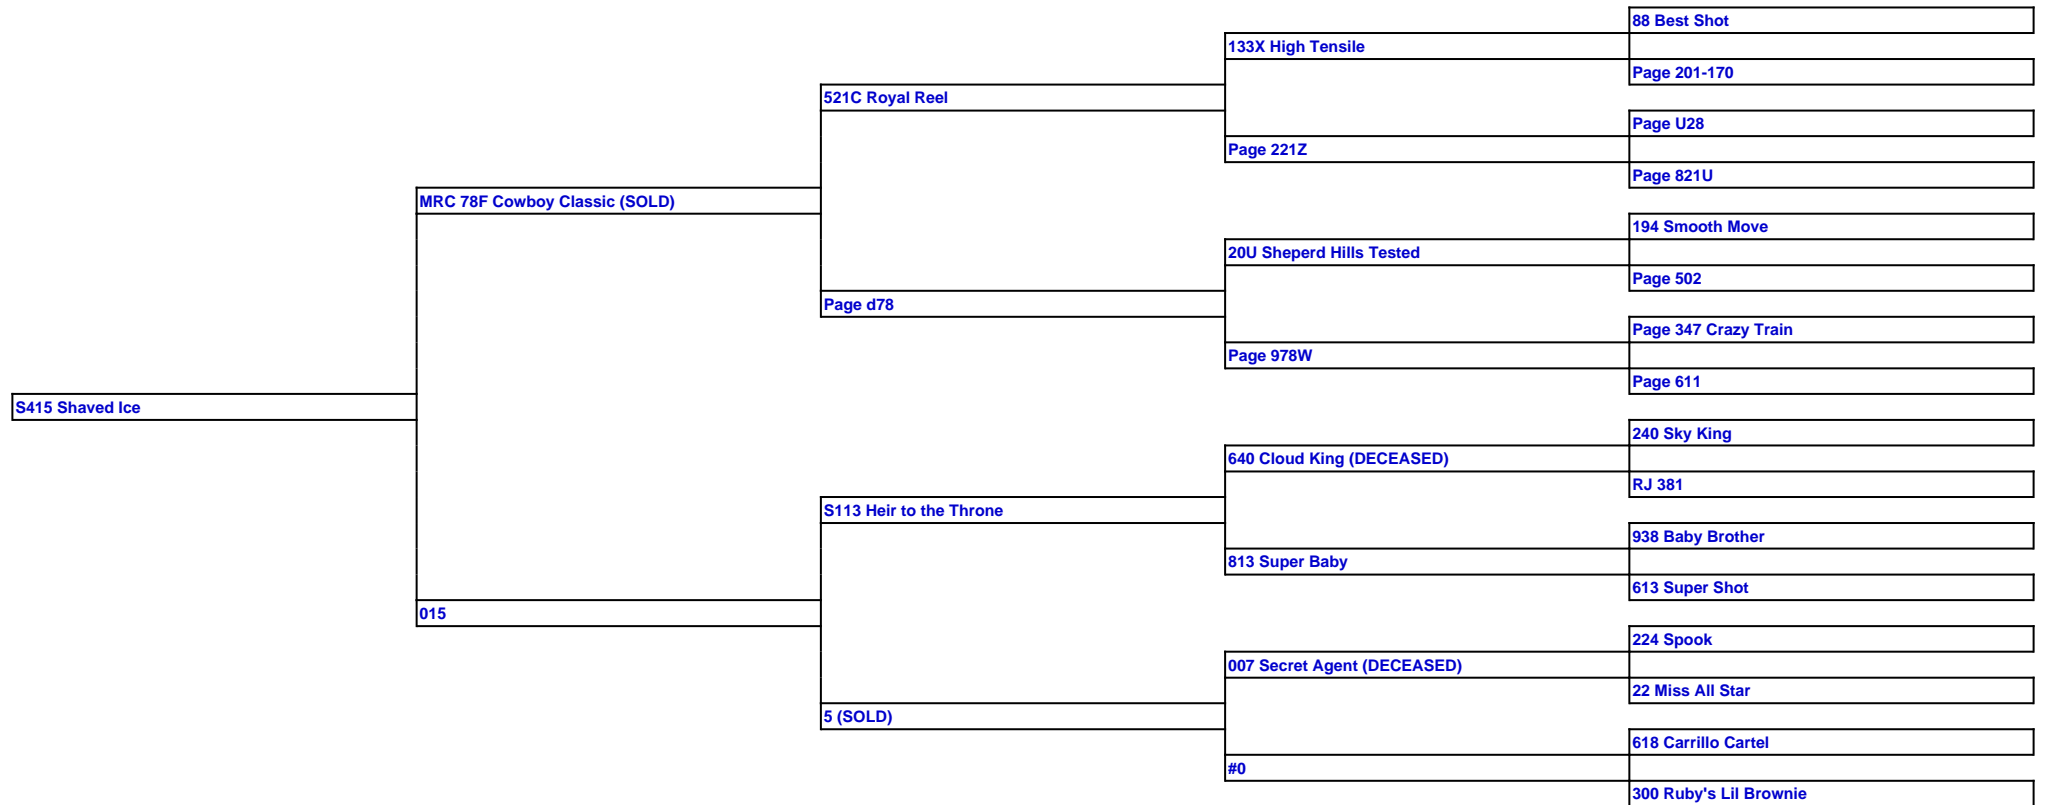 88 Best Shot
133X High Tensile
Page 201-170
521C Royal Reel
Page U28
Page 221Z
Page 821U
MRC 78F Cowboy Classic (SOLD)
194 Smooth Move
20U Sheperd Hills Tested
Page 502
Page d78
Page 347 Crazy Train
Page 978W
Page 611
S415 Shaved Ice
240 Sky King
640 Cloud King (DECEASED)
RJ 381
S113 Heir to the Throne
938 Baby Brother
813 Super Baby
613 Super Shot
015
224 Spook
007 Secret Agent (DECEASED)
22 Miss All Star
5 (SOLD)
618 Carrillo Cartel
#0
300 Ruby's Lil Brownie